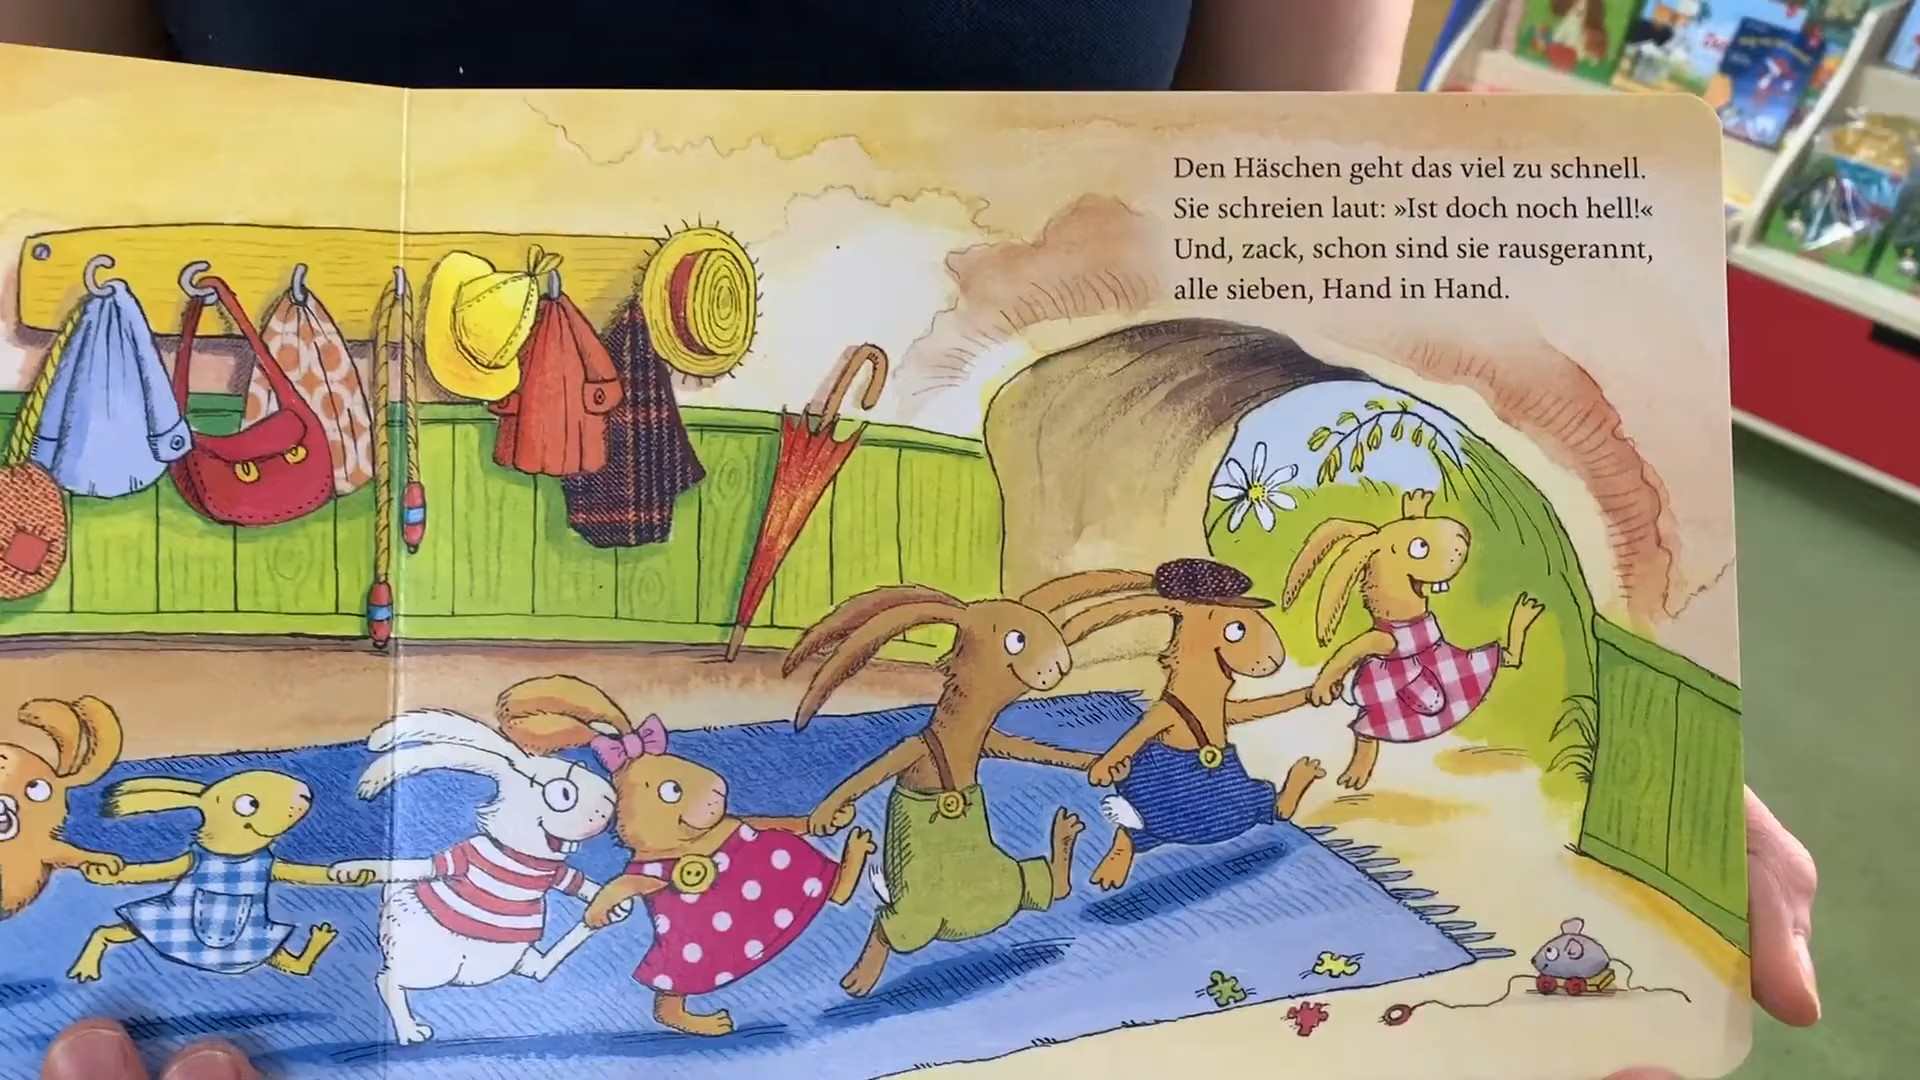 Den Häschen geht das viel zu schnell.
Sie schreien laut: »Ist doch noch hell!«
Und, zack, schon sind sie rausgerannt,
alle sieben, Hand in Hand.